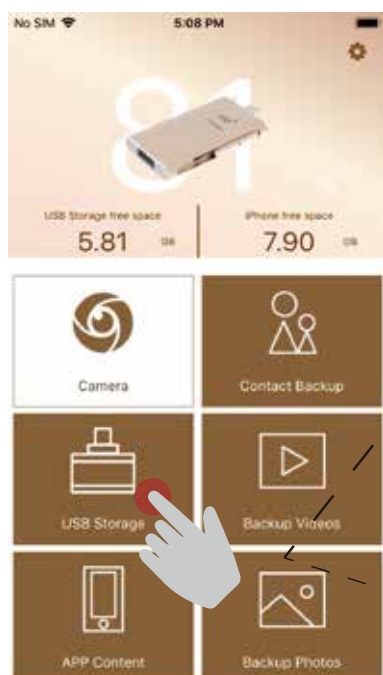 No SIM 5:08 PM
81
USB Storage free space iPhone free space
5.81 GB 7.90 GB
Camera Contact Backup
USB Storage Backup Videos
APP Content Backup Photos